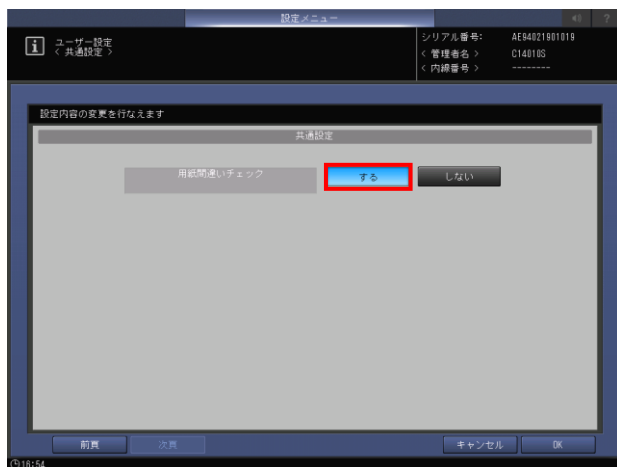 設定メニュー
?
i ユーザー設定
< 共通設定 >
シリアル番号: AE94021901019
< 管理者名 > C14010S
< 内線番号 > --------
設定内容の変更を行なえます
共通設定
用紙間違いチェック する しない
前頁 次頁 キャンセル OK
18:54